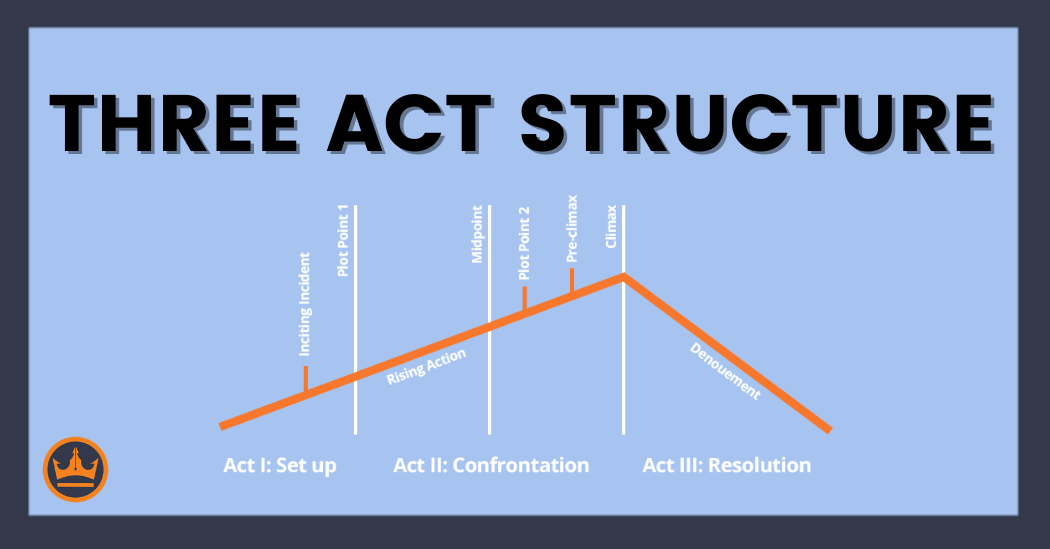 THREE ACT STRUCTURE
Inciting Incident
Plot Point 1
Midpoint
Plot Point 2
Pre-climax
Climax
Rising Action
Denouement
Act I: Set up
Act II: Confrontation
Act III: Resolution